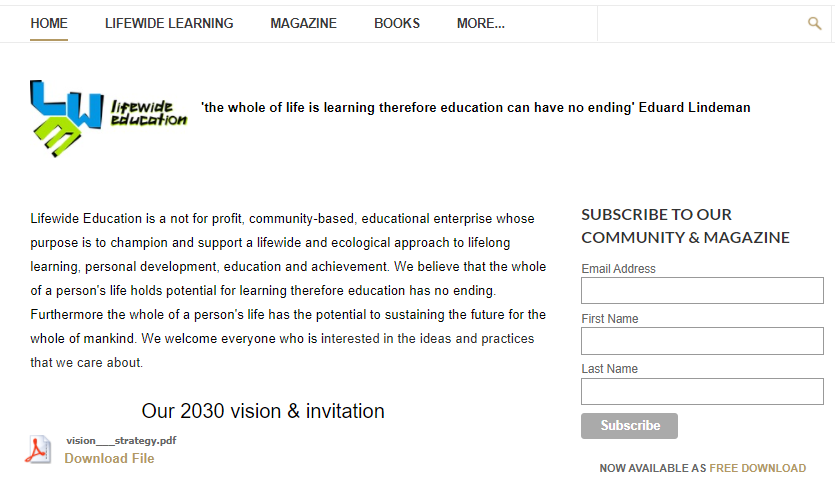 HOME LIFEWIDE LEARNING MAGAZINE BOOKS MORE...
LWE
lifewide
education
'the whole of life is learning therefore education can have no ending' Eduard Lindeman
Lifewide Education is a not for profit, community-based, educational enterprise whose
purpose is to champion and support a lifewide and ecological approach to lifelong
learning, personal development, education and achievement. We believe that the whole
of a person's life holds potential for learning therefore education has no ending.
Furthermore the whole of a person's life has the potential to sustaining the future for the
whole of mankind. We welcome everyone who is interested in the ideas and practices
that we care about.
Our 2030 vision & invitation
vision___strategy.pdf
Download File
SUBSCRIBE TO OUR
COMMUNITY & MAGAZINE
Email Address
First Name
Last Name
Subscribe
NOW AVAILABLE AS FREE DOWNLOAD